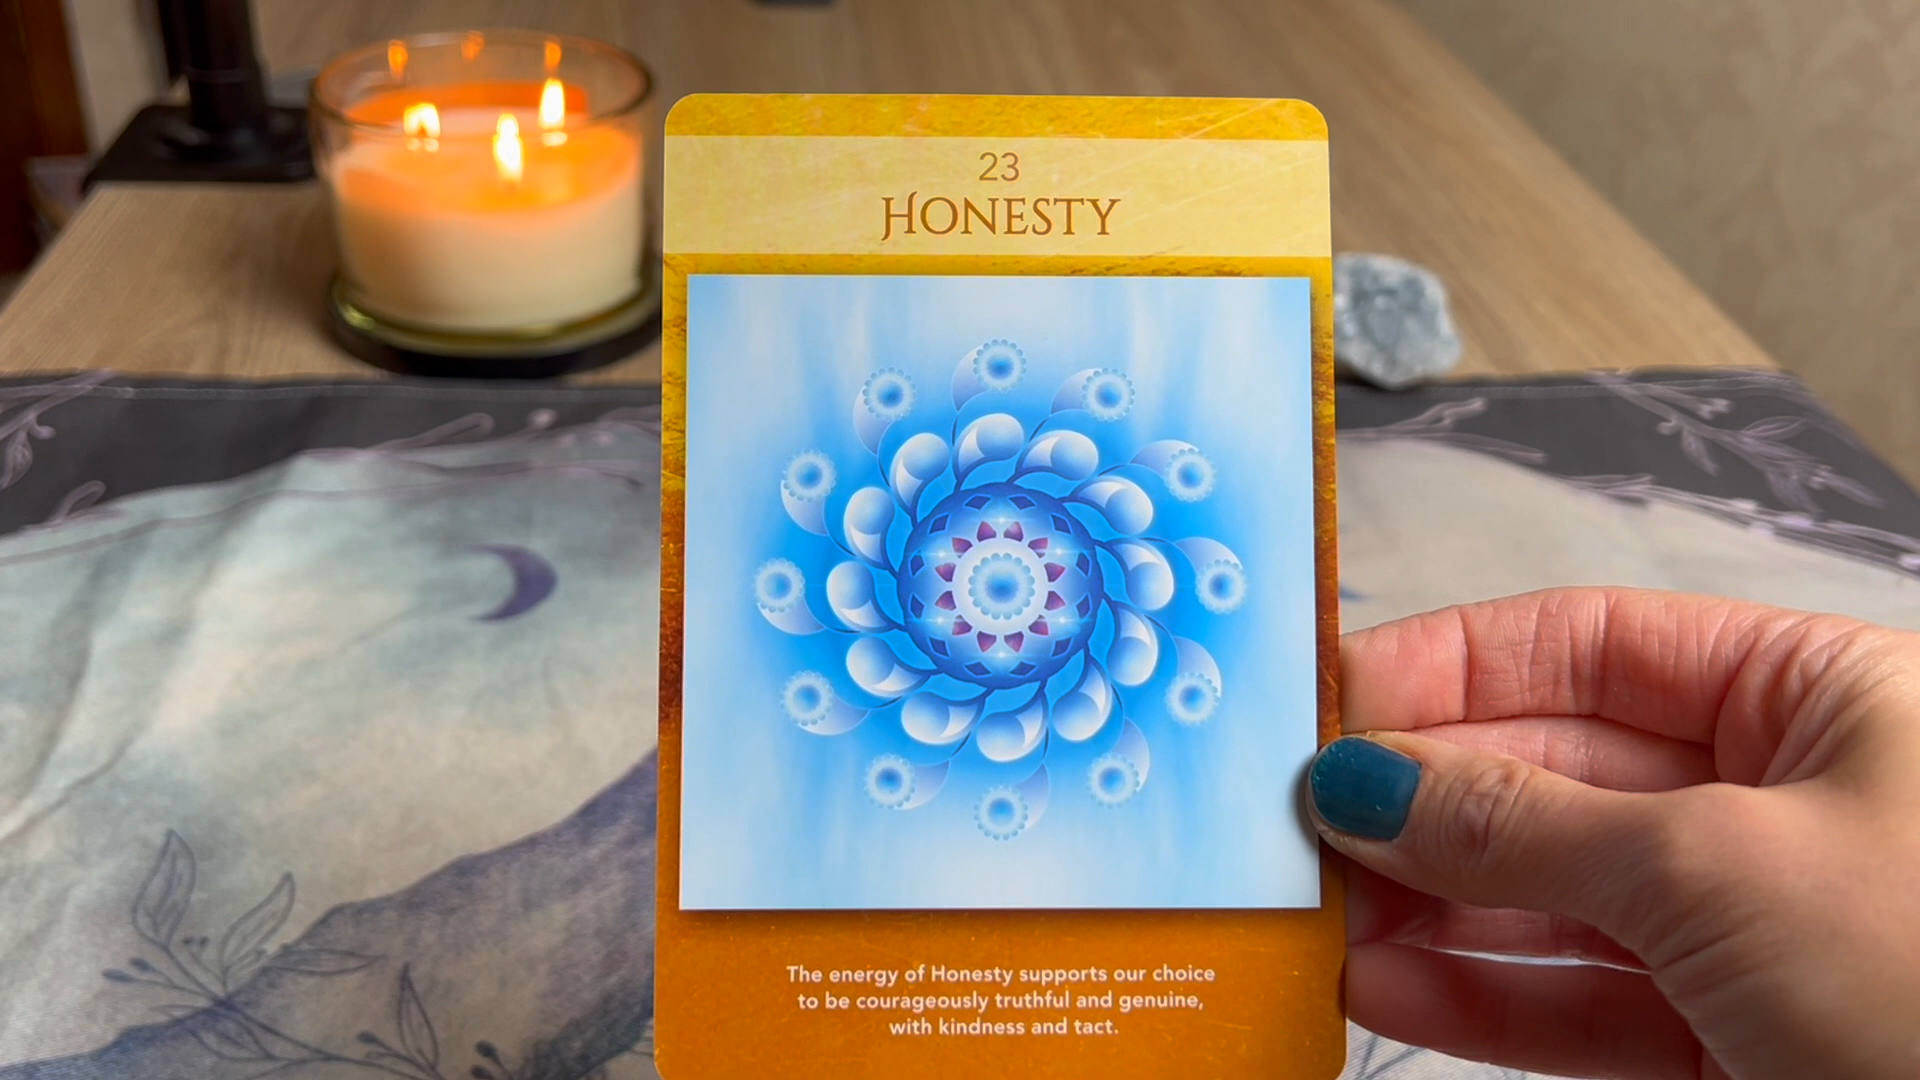 23
Honesty
The energy of Honesty supports our choice
to be courageously truthful and genuine,
with kindness and tact.